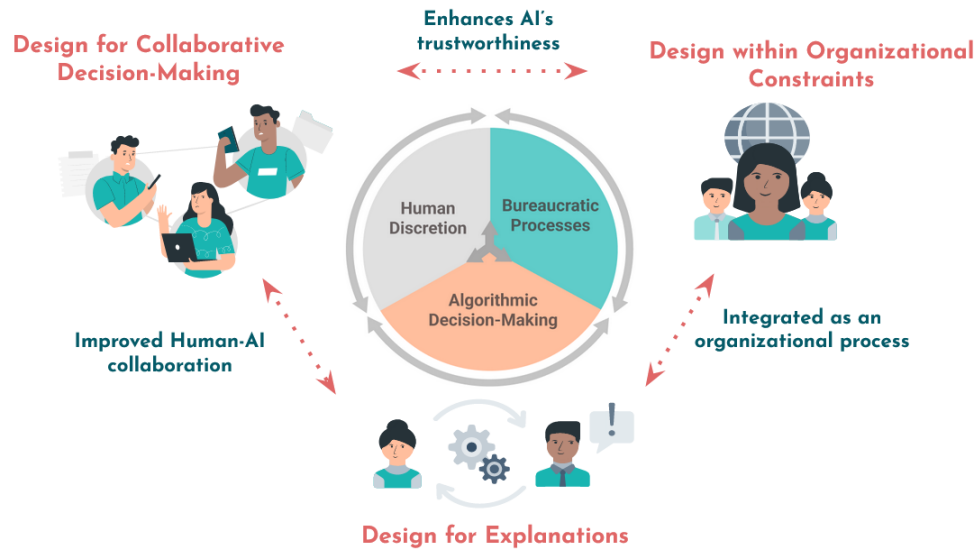 Enhances AI's
trustworthiness
Design for Collaborative
Decision-Making
Design within Organizational
Constraints
Human
Discretion
Bureaucratic
Processes
Algorithmic
Decision-Making
Improved Human-AI
collaboration
Integrated as an
organizational process
!
Design for Explanations